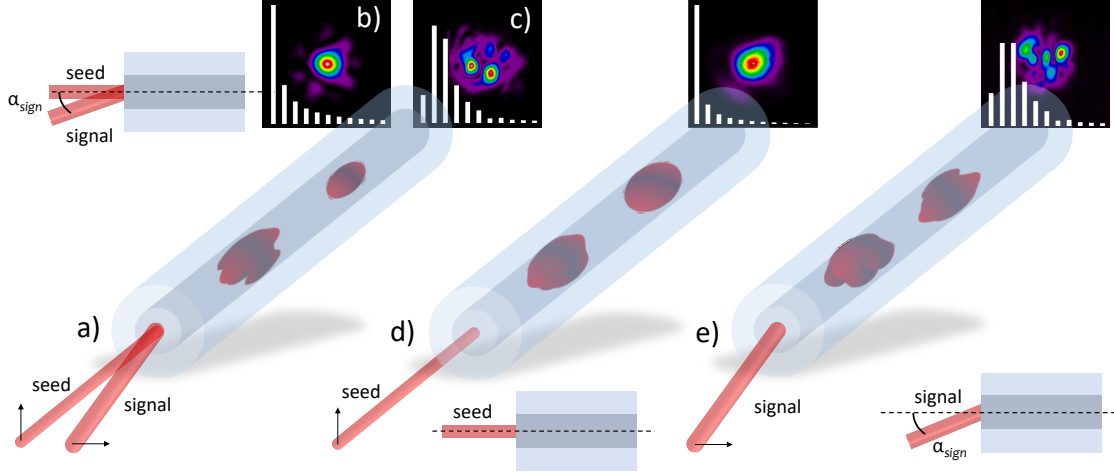 b)
c)
seed
α_sign
signal
a)
d)
e)
seed
signal
seed
seed
signal
signal
α_sign